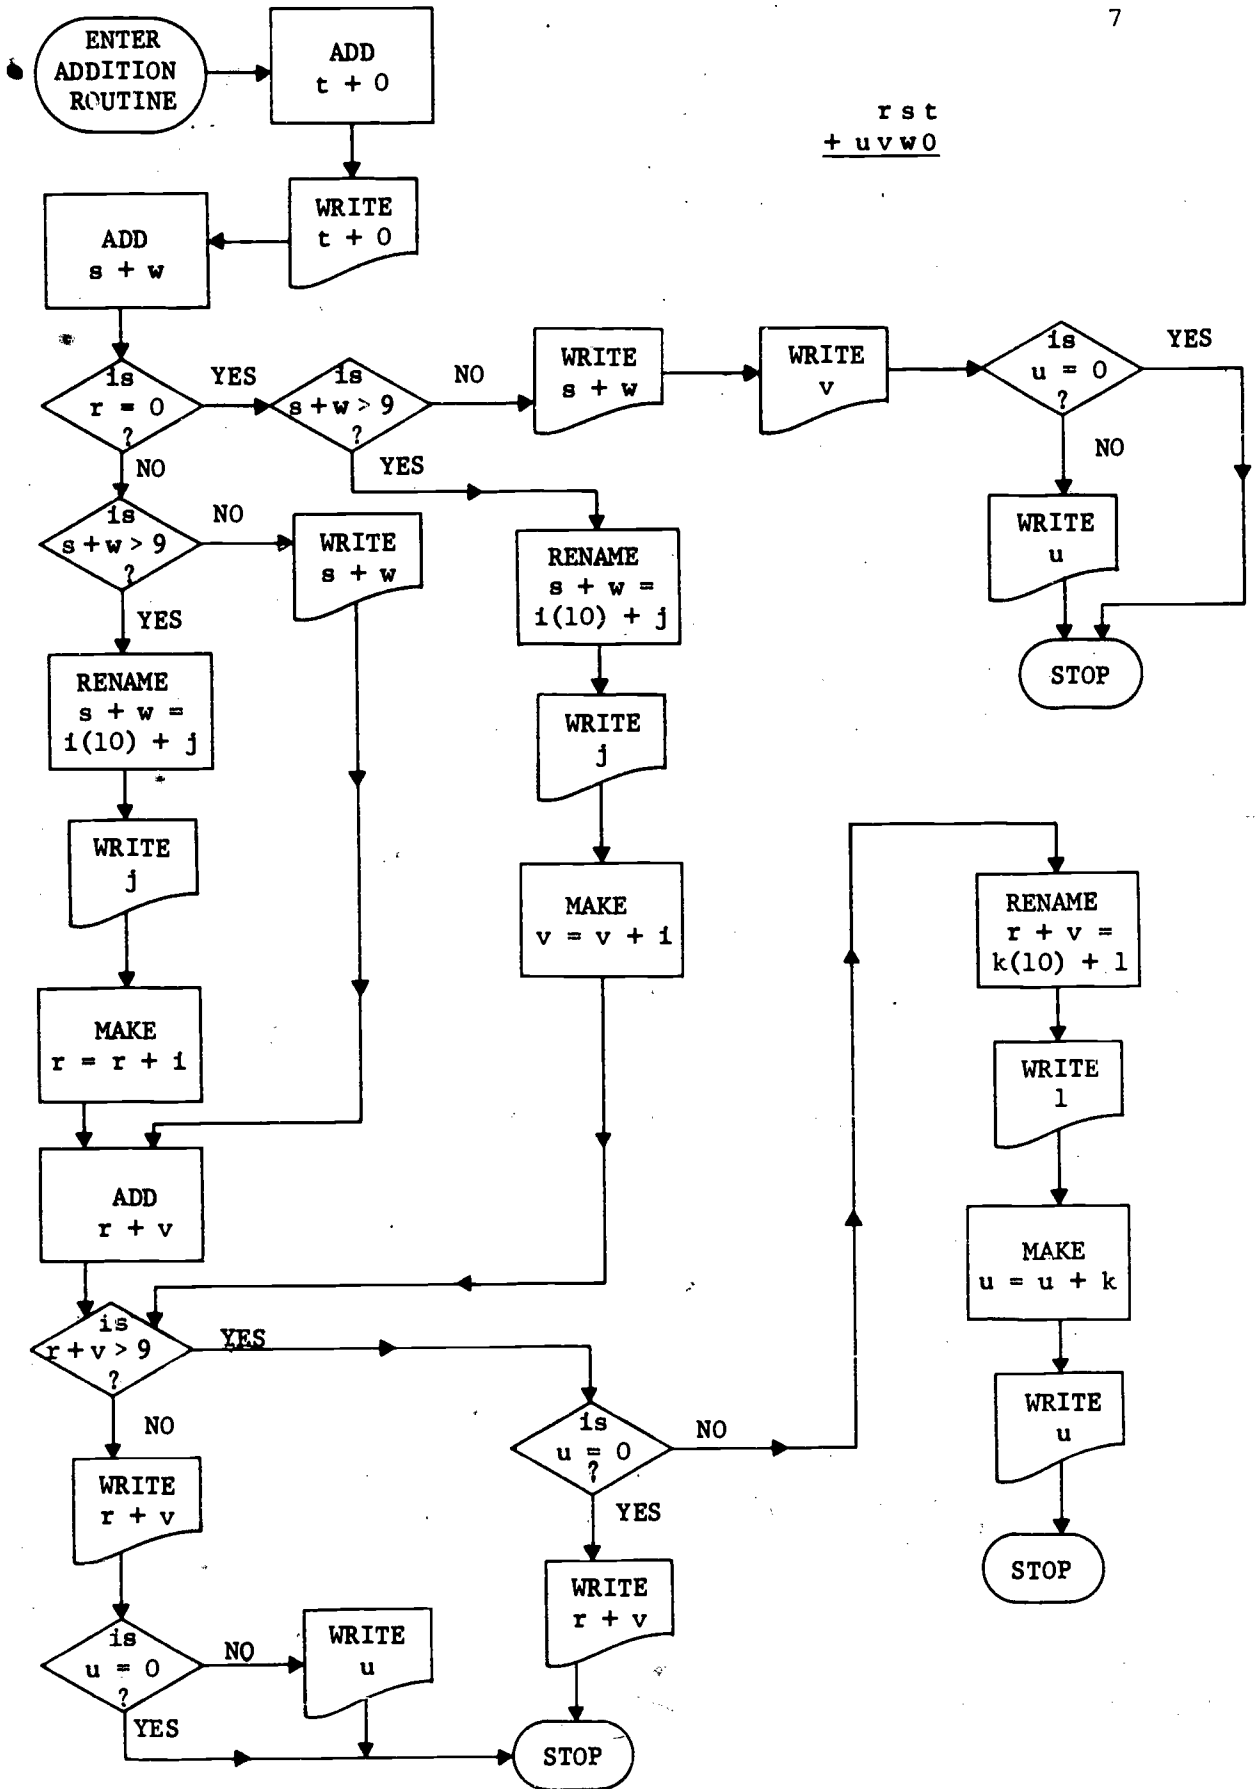 7
ENTER
ADDITION
ROUTINE
ADD
t + 0
r s t
+ u v w 0
WRITE
t + 0
ADD
s + w
is
r = 0
?
YES
NO
is
s + w > 9
?
NO
YES
WRITE
s + w
WRITE
v
is
u = 0
?
YES
NO
WRITE
u
STOP
is
s + w > 9
?
NO
YES
WRITE
s + w
RENAME
s + w =
i(10) + j
WRITE
j
MAKE
v = v + i
RENAME
s + w =
i(10) + j
WRITE
j
MAKE
r = r + i
ADD
r + v
is
r + v > 9
?
YES
NO
is
u = 0
?
NO
YES
RENAME
r + v =
k(10) + l
WRITE
l
MAKE
u = u + k
WRITE
u
STOP
WRITE
r + v
is
u = 0
?
NO
YES
WRITE
u
WRITE
r + v
STOP